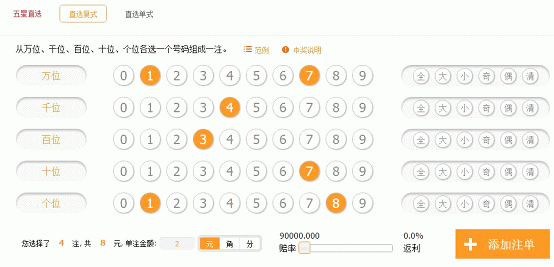 五星直选 直选复式 直选单式
从万位、千位、百位、十位、个位各选一个号码组成一注。 范例 中奖说明
万位 0 1 2 3 4 5 6 7 8 9 全 大 小 奇 偶 清
千位 0 1 2 3 4 5 6 7 8 9 全 大 小 奇 偶 清
百位 0 1 2 3 4 5 6 7 8 9 全 大 小 奇 偶 清
十位 0 1 2 3 4 5 6 7 8 9 全 大 小 奇 偶 清
个位 0 1 2 3 4 5 6 7 8 9 全 大 小 奇 偶 清
90000.000 0.0%
您选择了 4 注, 共 8 元, 单注金额: 2 元 角 分 赔率 返利 添加注单